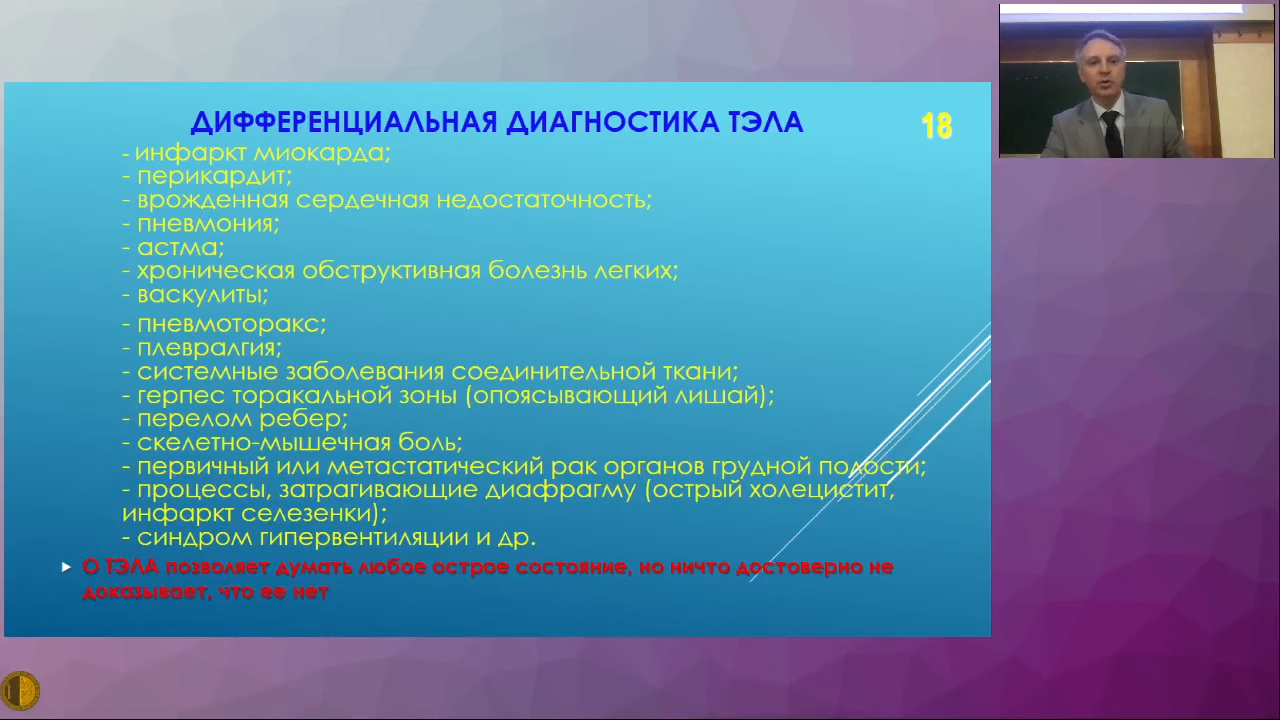 ДИФФЕРЕНЦИАЛЬНАЯ ДИАГНОСТИКА ТЭЛА
18
- инфаркт миокарда;
- перикардит;
- врожденная сердечная недостаточность;
- пневмония;
- астма;
- хроническая обструктивная болезнь легких;
- васкулиты;
- пневмоторакс;
- плевралгия;
- системные заболевания соединительной ткани;
- герпес торакальной зоны (опоясывающий лишай);
- перелом ребер;
- скелетно-мышечная боль;
- первичный или метастатический рак органов грудной полости;
- процессы, затрагивающие диафрагму (острый холецистит,
инфаркт селезенки);
- синдром гипервентиляции и др.
О ТЭЛА позволяет думать любое острое состояние, но ничто достоверно не
доказывает, что ее нет